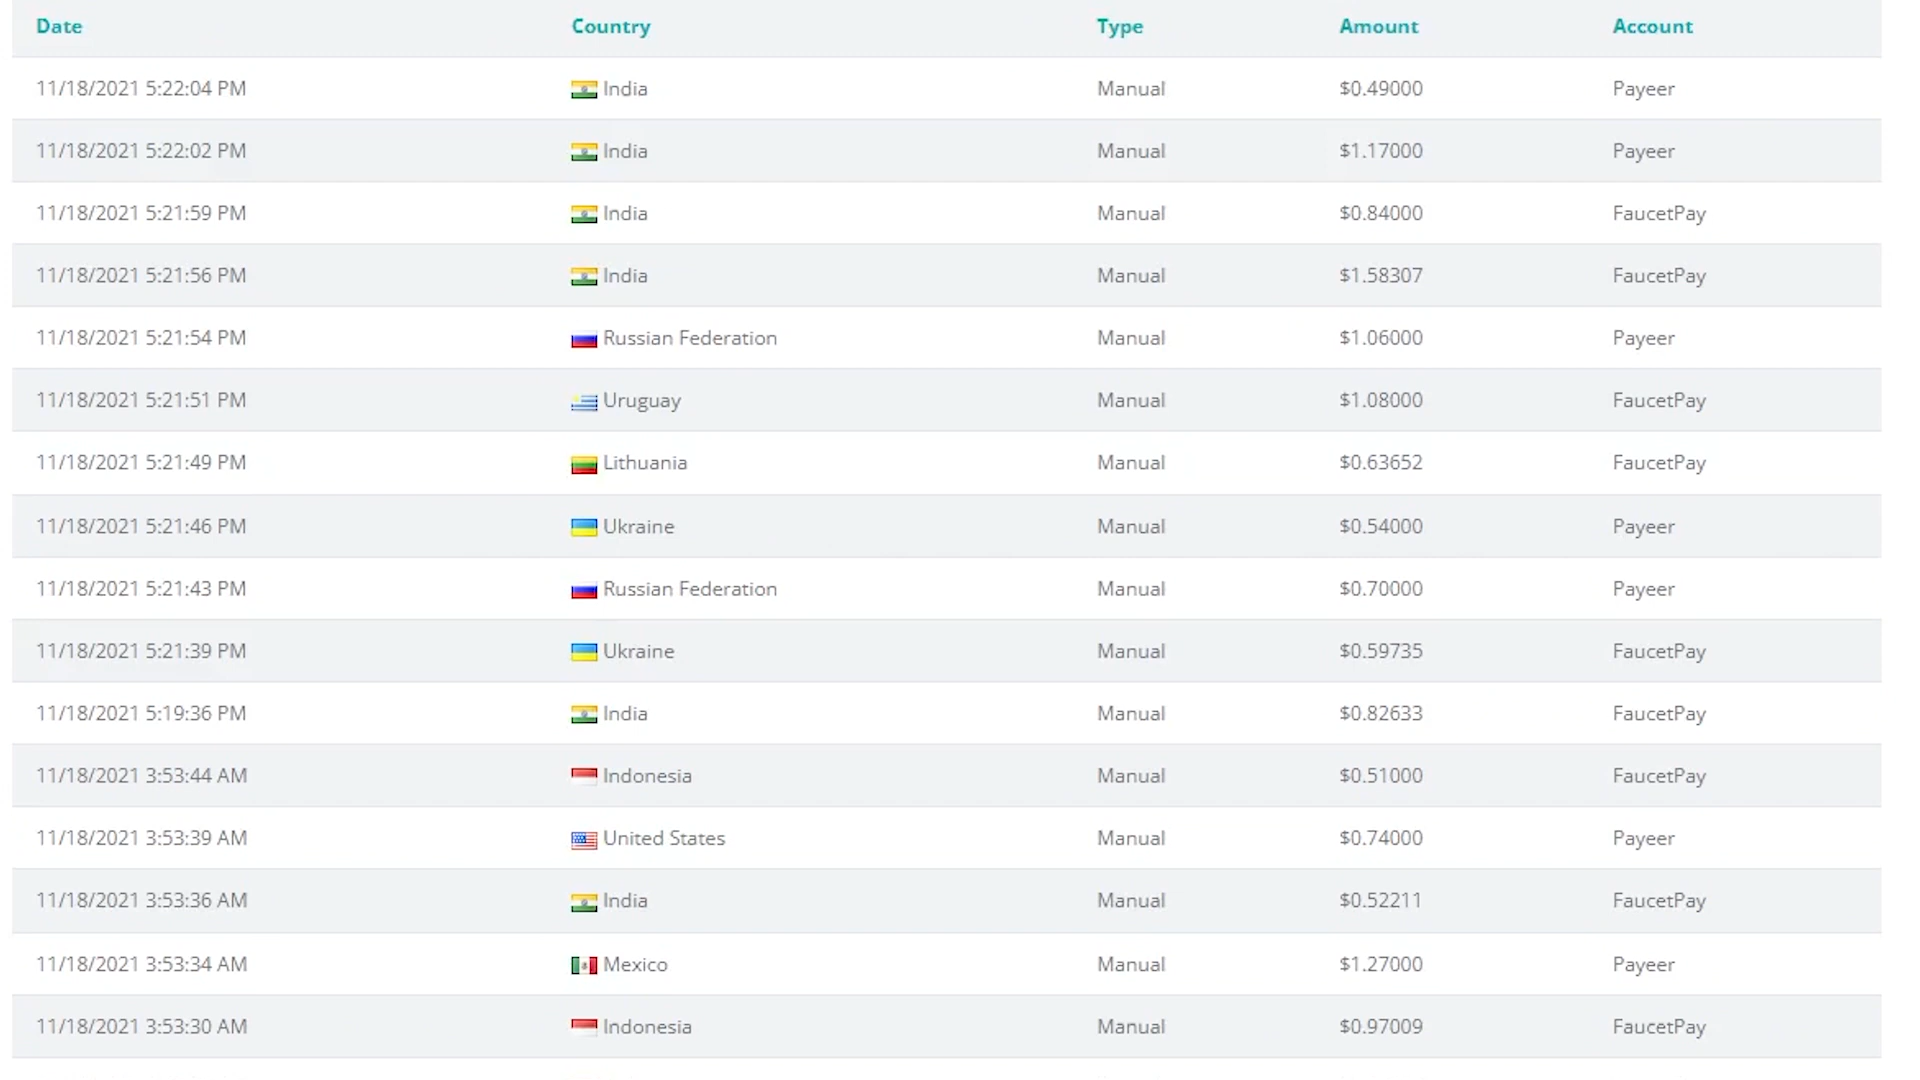 Date Country Type Amount Account
11/18/2021 5:22:04 PM India Manual $0.49000 Payeer
11/18/2021 5:22:02 PM India Manual $1.17000 Payeer
11/18/2021 5:21:59 PM India Manual $0.84000 FaucetPay
11/18/2021 5:21:56 PM India Manual $1.58307 FaucetPay
11/18/2021 5:21:54 PM Russian Federation Manual $1.06000 Payeer
11/18/2021 5:21:51 PM Uruguay Manual $1.08000 FaucetPay
11/18/2021 5:21:49 PM Lithuania Manual $0.63652 FaucetPay
11/18/2021 5:21:46 PM Ukraine Manual $0.54000 Payeer
11/18/2021 5:21:43 PM Russian Federation Manual $0.70000 Payeer
11/18/2021 5:21:39 PM Ukraine Manual $0.59735 FaucetPay
11/18/2021 5:19:36 PM India Manual $0.82633 FaucetPay
11/18/2021 3:53:44 AM Indonesia Manual $0.51000 FaucetPay
11/18/2021 3:53:39 AM United States Manual $0.74000 Payeer
11/18/2021 3:53:36 AM India Manual $0.52211 FaucetPay
11/18/2021 3:53:34 AM Mexico Manual $1.27000 Payeer
11/18/2021 3:53:30 AM Indonesia Manual $0.97009 FaucetPay